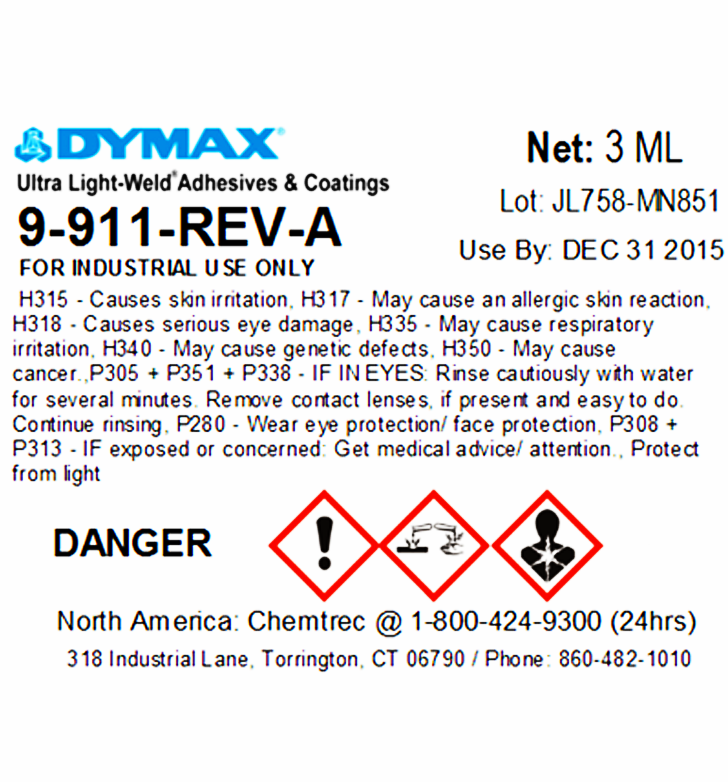 DYMAX®
Net: 3 ML
Ultra Light-Weld® Adhesives & Coatings
Lot: JL758-MN851
9-911-REV-A
Use By: DEC 31 2015
FOR INDUSTRIAL USE ONLY
H315 - Causes skin irritation, H317 - May cause an allergic skin reaction,
H318 - Causes serious eye damage, H335 - May cause respiratory
irritation, H340 - May cause genetic defects, H350 - May cause
cancer.,P305 + P351 + P338 - IF IN EYES: Rinse cautiously with water
for several minutes. Remove contact lenses, if present and easy to do.
Continue rinsing, P280 - Wear eye protection/ face protection, P308 +
P313 - IF exposed or concerned: Get medical advice/ attention., Protect
from light
DANGER
North America: Chemtrec @ 1-800-424-9300 (24hrs)
318 Industrial Lane, Torrington, CT 06790 / Phone: 860-482-1010